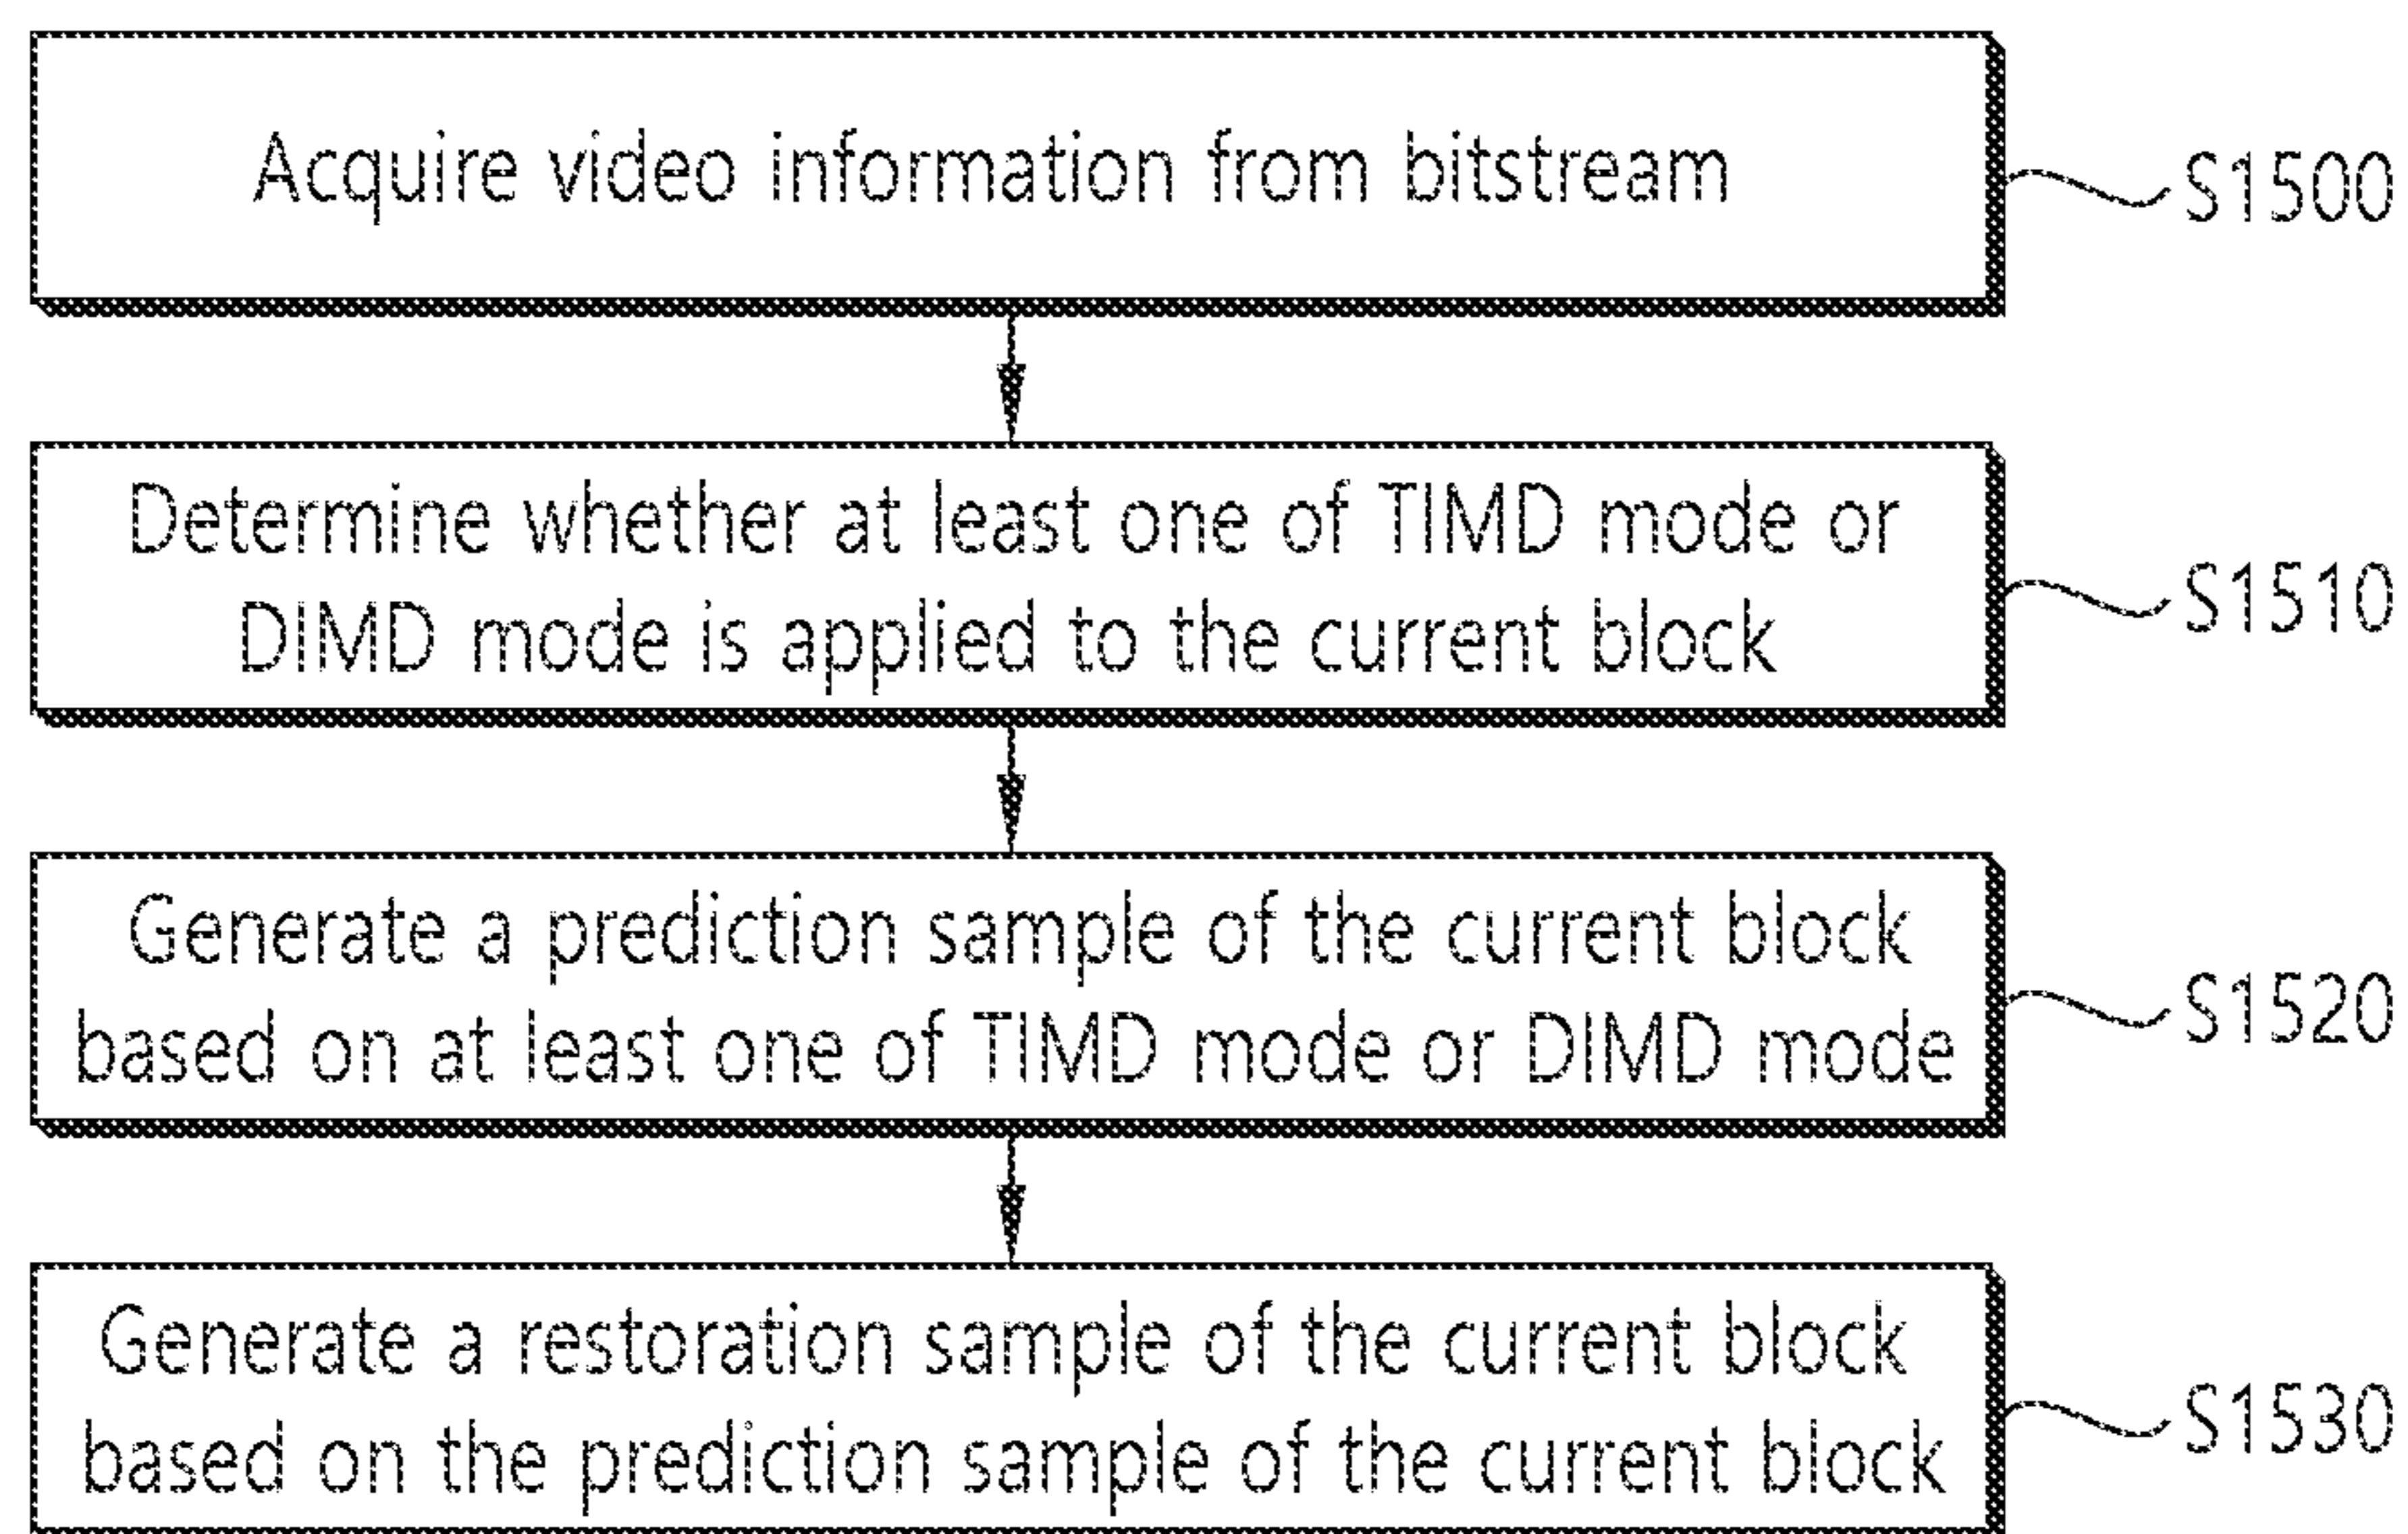 Acquire video information from bitstream
S1500
Determine whether at least one of TIMD mode or
DIMD mode is applied to the current block
S1510
Generate a prediction sample of the current block
based on at least one of TIMD mode or DIMD mode
S1520
Generate a restoration sample of the current block
based on the prediction sample of the current block
S1530